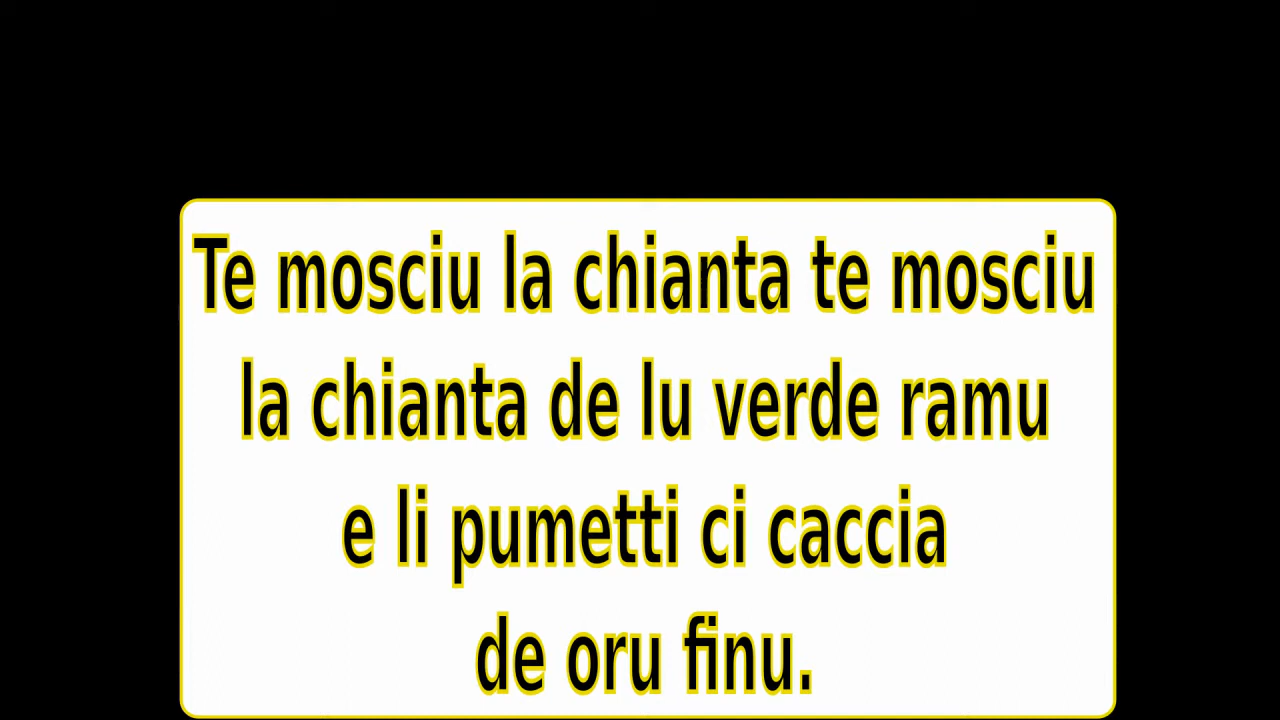 Te mosciu la chianta te mosciu
la chianta de lu verde ramu
e li pumetti ci caccia
de oru finu.